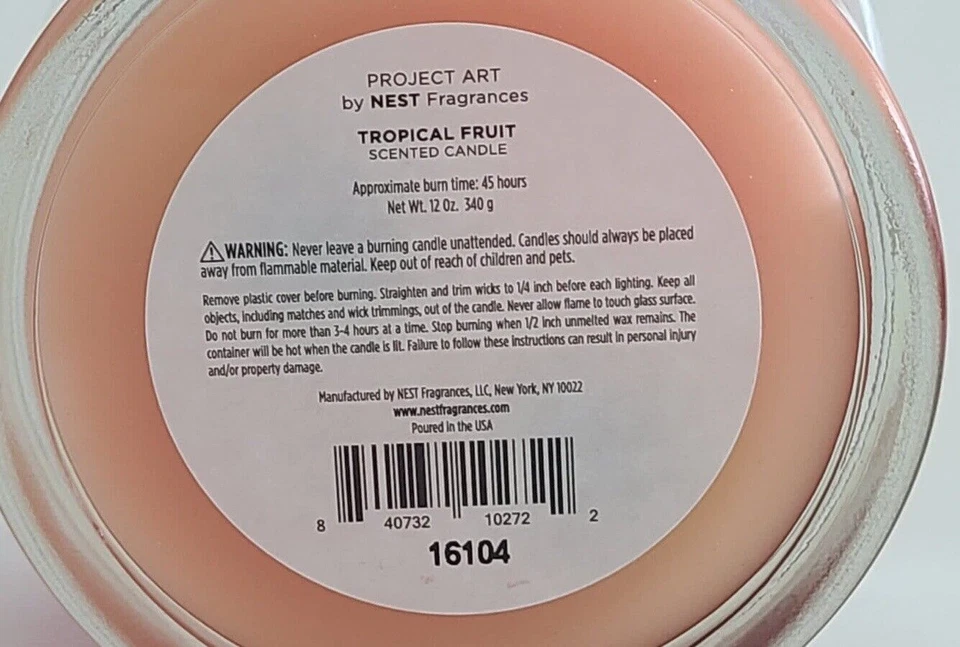 PROJECT ART
by NEST Fragrances
TROPICAL FRUIT
SCENTED CANDLE
Approximate burn time: 45 hours
Net Wt. 12 Oz. 340 g
WARNING: Never leave a burning candle unattended. Candles should always be placed
away from flammable material. Keep out of reach of children and pets.
Remove plastic cover before burning. Straighten and trim wicks to 1/4 inch before each lighting. Keep all
objects, including matches and wick trimmings, out of the candle. Never allow flame to touch glass surface.
Do not burn for more than 3-4 hours at a time. Stop burning when 1/2 inch unmelted wax remains. The
container will be hot when the candle is lit. Failure to follow these instructions can result in personal injury
and/or property damage.
Manufactured by NEST Fragrances, LLC, New York, NY 10022
www.nestfragrances.com
Poured in the USA
8 40732 10272 2
16104